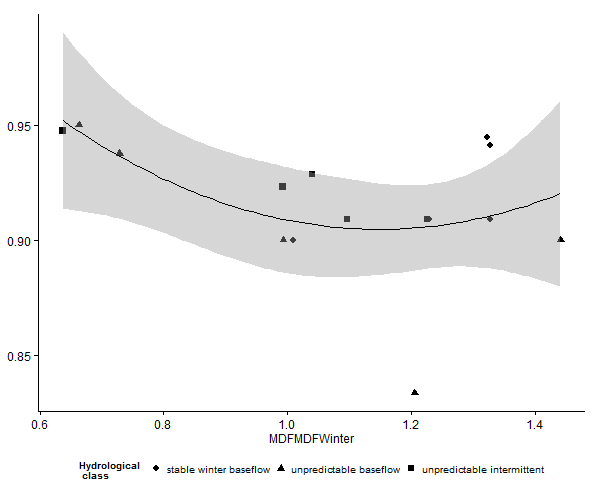 0.95
0.90
0.85
0.6 0.8 1.0 1.2 1.4
MDFMDFWinter
Hydrological
class
stable winter baseflow unpredictable baseflow unpredictable intermittent